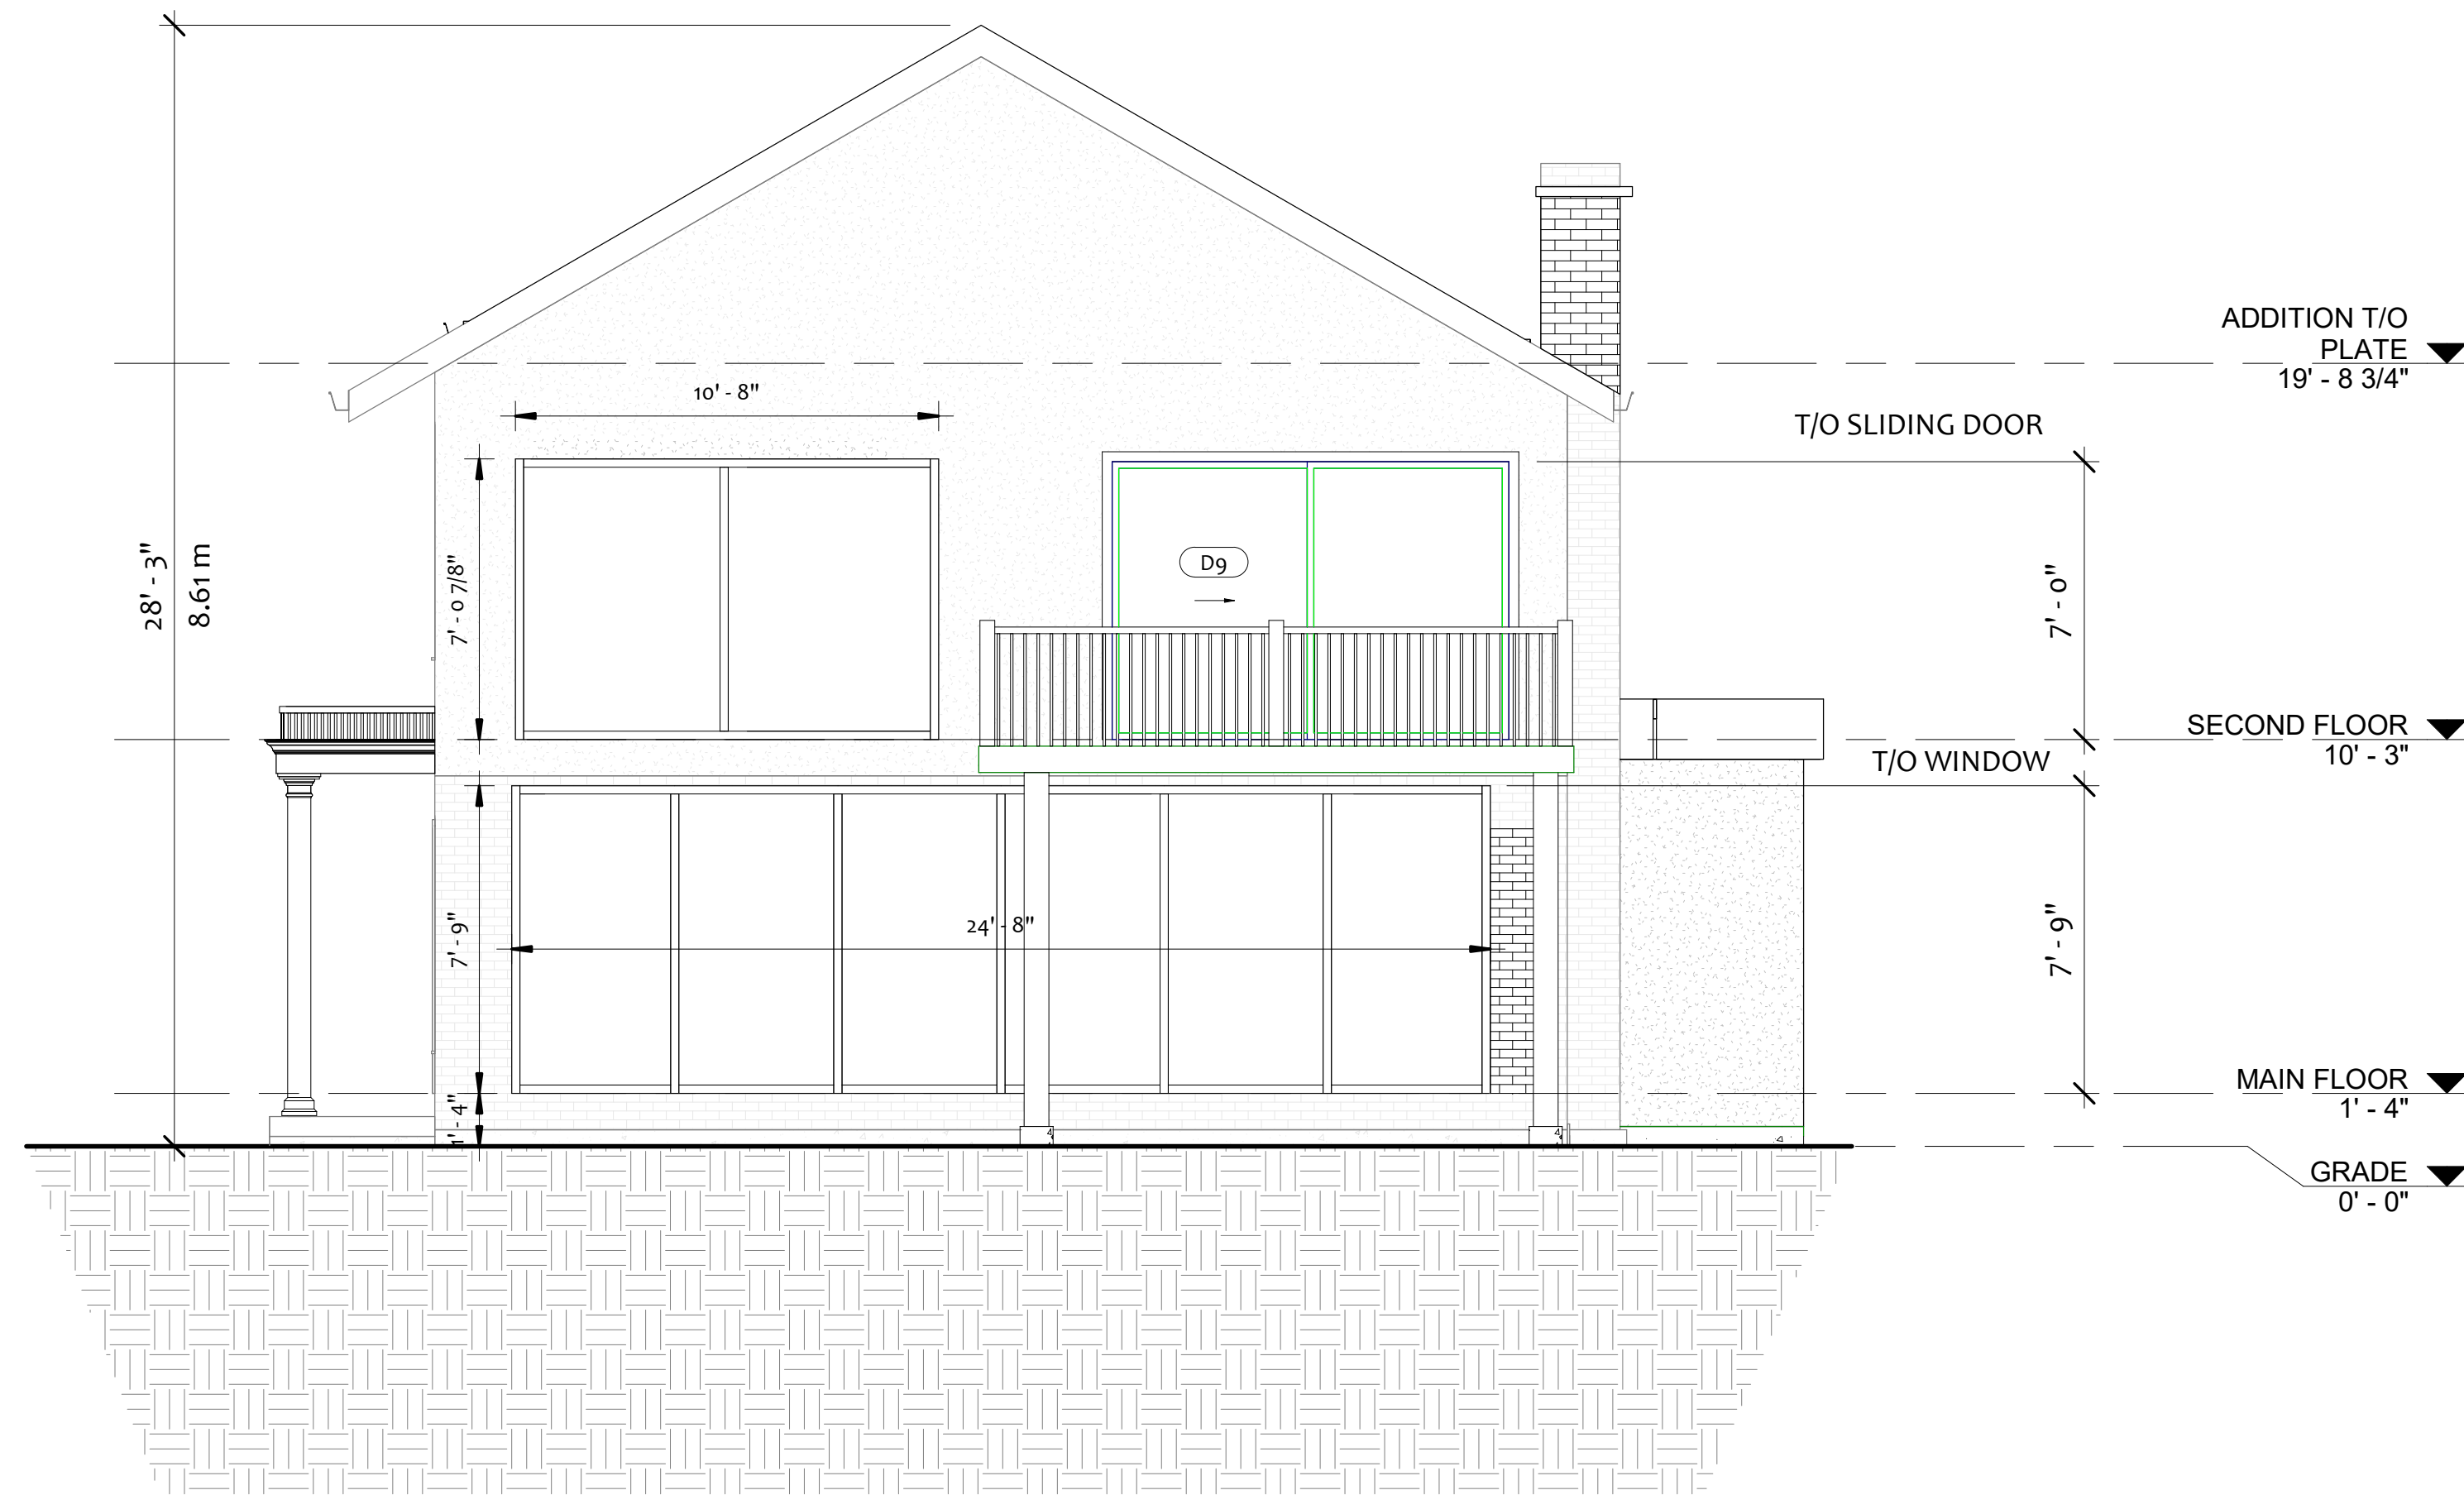 ADDITION T/O
PLATE
19' - 8 3/4"
10' - 8"
T/O SLIDING DOOR
28' - 3"
8.61 m
7' - 0 7/8"
D9
7' - 0"
SECOND FLOOR
10' - 3"
T/O WINDOW
7' - 9"
24' - 8"
7' - 9"
MAIN FLOOR
1' - 4"
1' - 4"
GRADE
0' - 0"